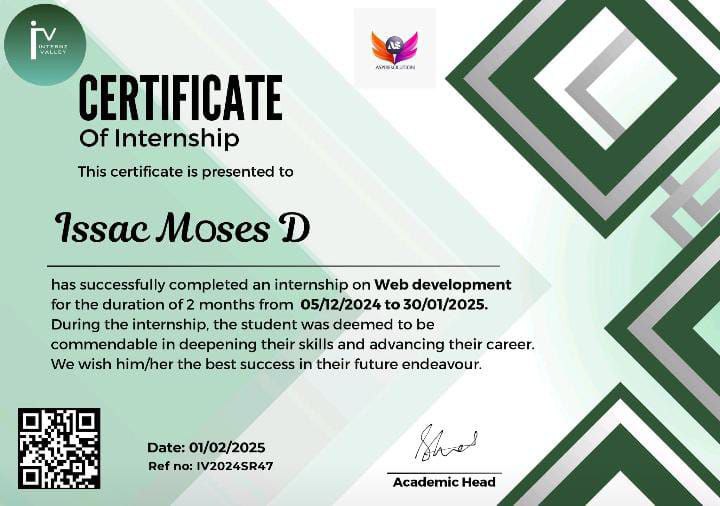 iv
INTERNZ
VALLEY
AS
ASPIRESOLUTION
CERTIFICATE
Of Internship
This certificate is presented to
Issac Moses D
has successfully completed an internship on Web development
for the duration of 2 months from 05/12/2024 to 30/01/2025.
During the internship, the student was deemed to be
commendable in deepening their skills and advancing their career.
We wish him/her the best success in their future endeavour.
Date: 01/02/2025
Ref no: IV2024SR47
Academic Head